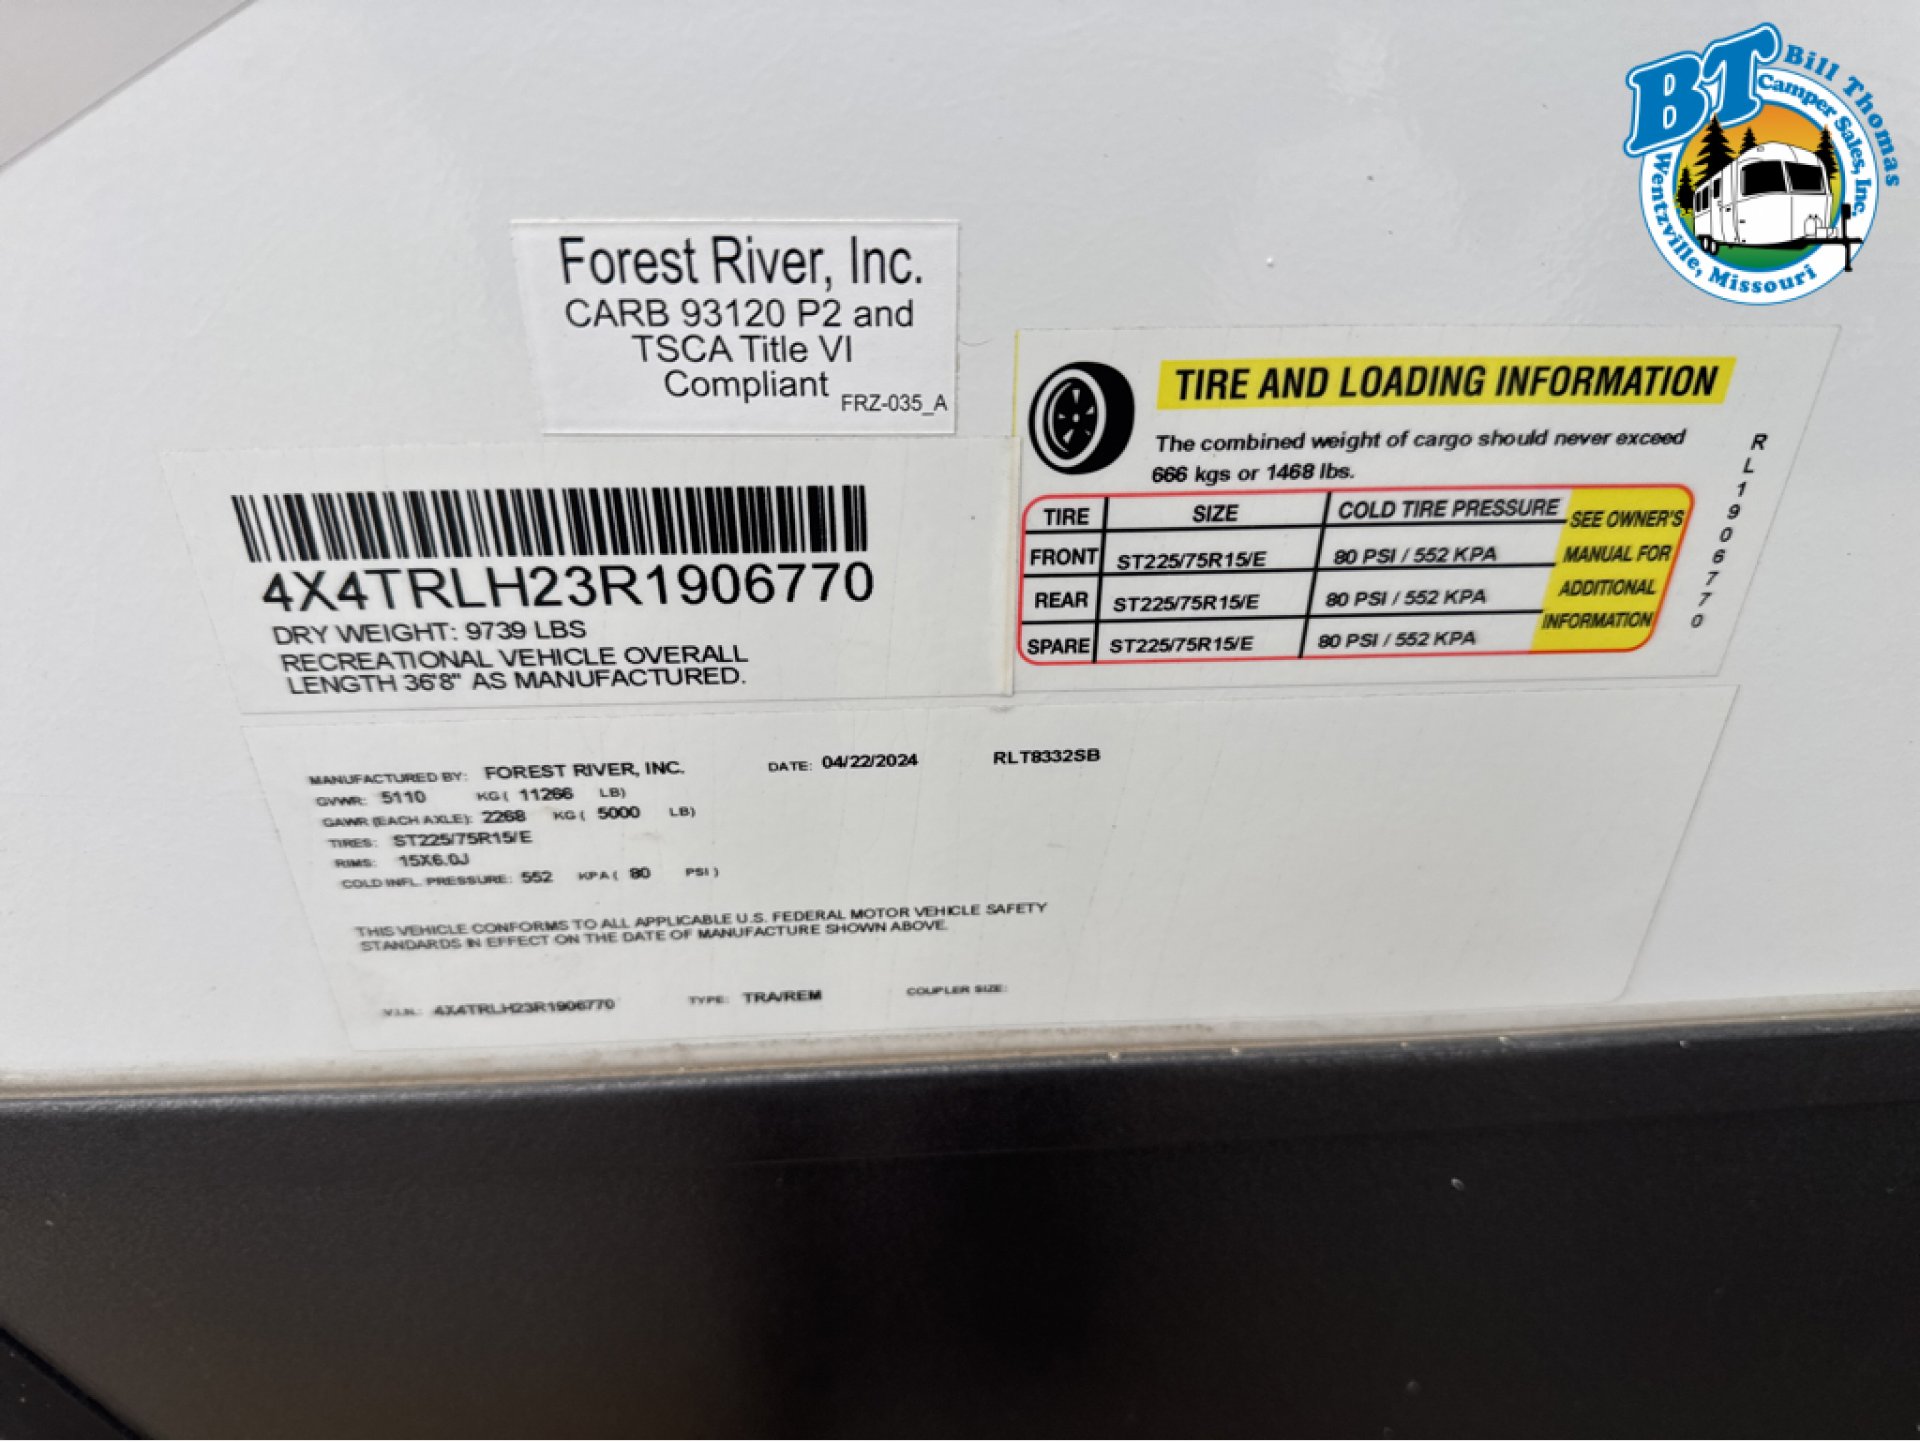 BT Bill Thomas
Camper Sales, Inc.
Wentzville, Missouri
Forest River, Inc.
CARB 93120 P2 and
TSCA Title VI
Compliant FRZ-035_A
TIRE AND LOADING INFORMATION
The combined weight of cargo should never exceed
666 kgs or 1468 lbs.
TIRE SIZE COLD TIRE PRESSURE SEE OWNER'S
FRONT ST225/75R15/E 80 PSI / 552 KPA MANUAL FOR
REAR ST225/75R15/E 80 PSI / 552 KPA ADDITIONAL
SPARE ST225/75R15/E 80 PSI / 552 KPA INFORMATION
RL1906770
4X4TRLH23R1906770
DRY WEIGHT: 9739 LBS
RECREATIONAL VEHICLE OVERALL
LENGTH 36'8" AS MANUFACTURED.
MANUFACTURED BY: FOREST RIVER, INC. DATE: 04/22/2024 RLT8332SB
GVWR: 5110 KG ( 11266 LB)
GAWR (EACH AXLE): 2268 KG ( 5000 LB)
TIRES: ST225/75R15/E
RIMS: 15X6.0J
COLD INFL. PRESSURE: 552 KPA ( 80 PSI )
THIS VEHICLE CONFORMS TO ALL APPLICABLE U.S. FEDERAL MOTOR VEHICLE SAFETY
STANDARDS IN EFFECT ON THE DATE OF MANUFACTURE SHOWN ABOVE.
V.I.N.: 4X4TRLH23R1906770 TYPE: TRA/REM COUPLER SIZE: